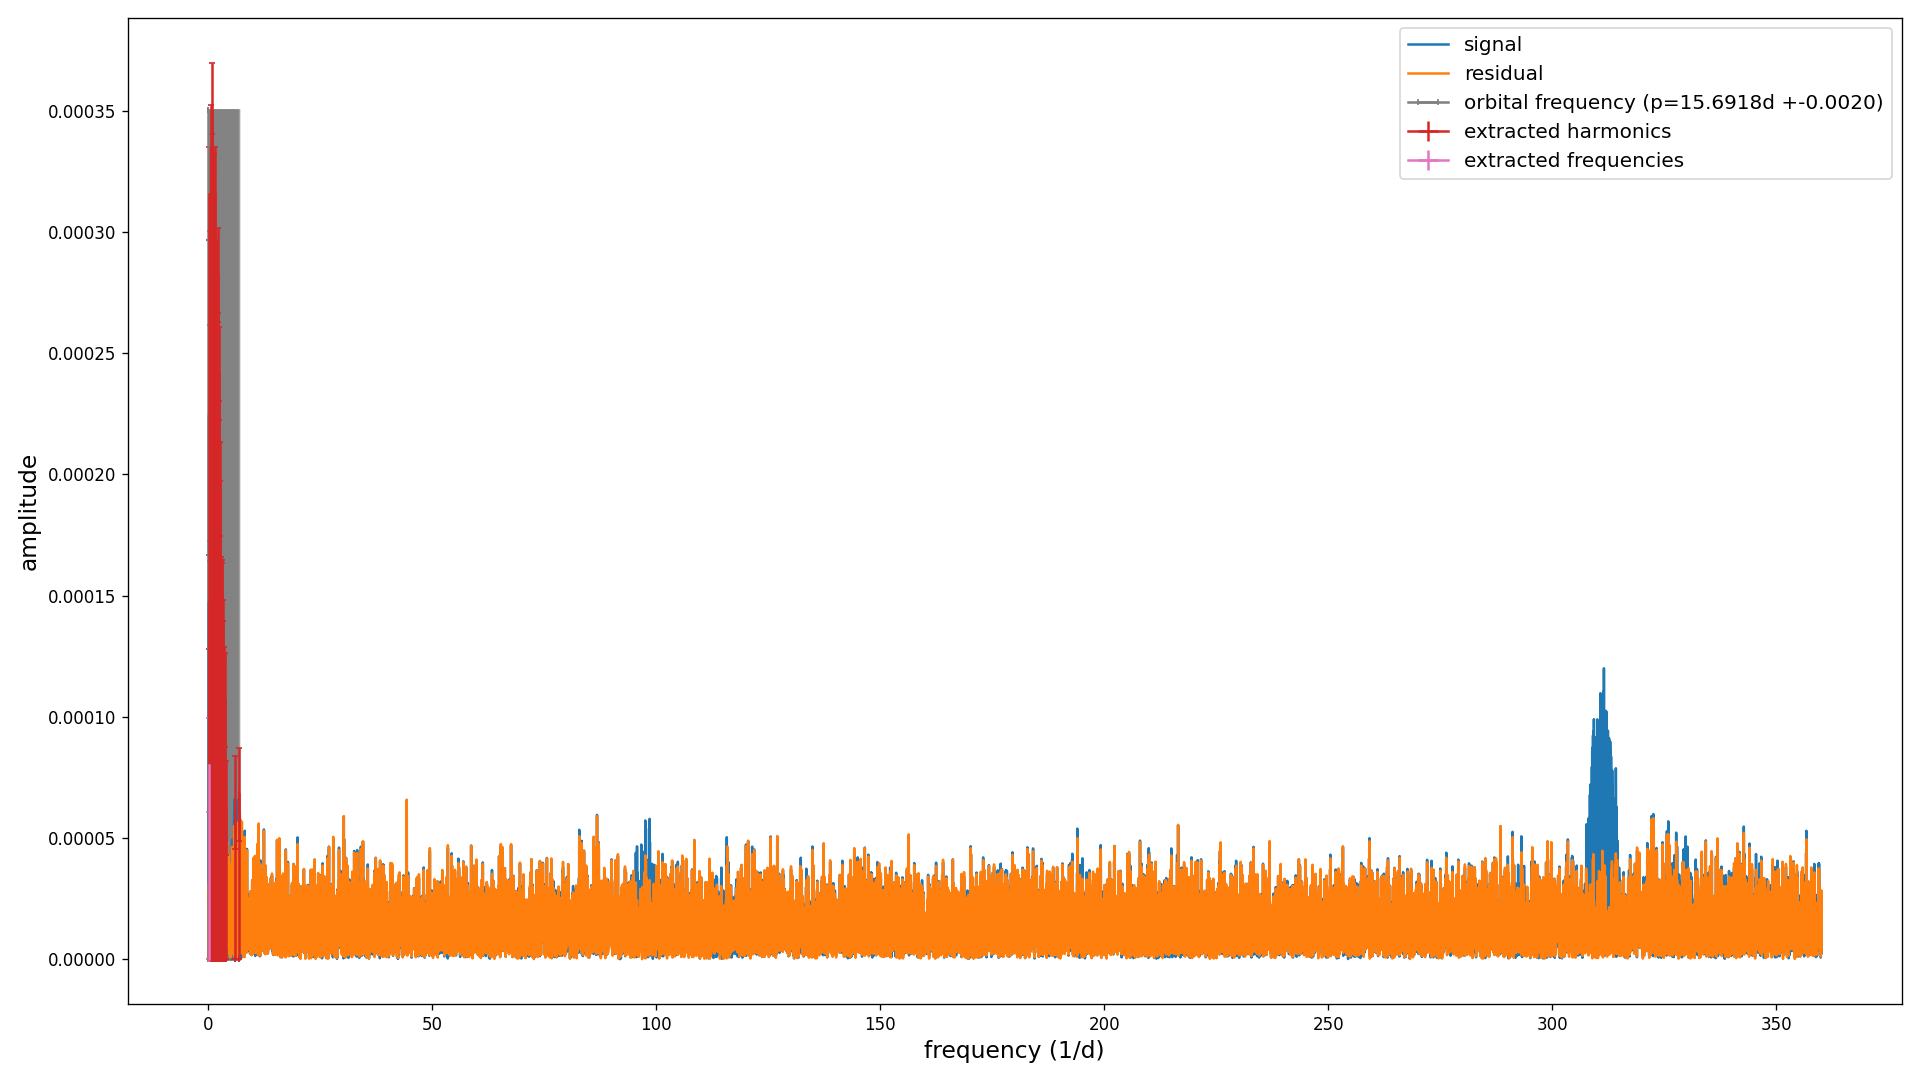 signal
residual
orbital frequency (p=15.6918d +-0.0020)
extracted harmonics
extracted frequencies
amplitude
0.00035
0.00030
0.00025
0.00020
0.00015
0.00010
0.00005
0.00000
0 50 100 150 200 250 300 350
frequency (1/d)